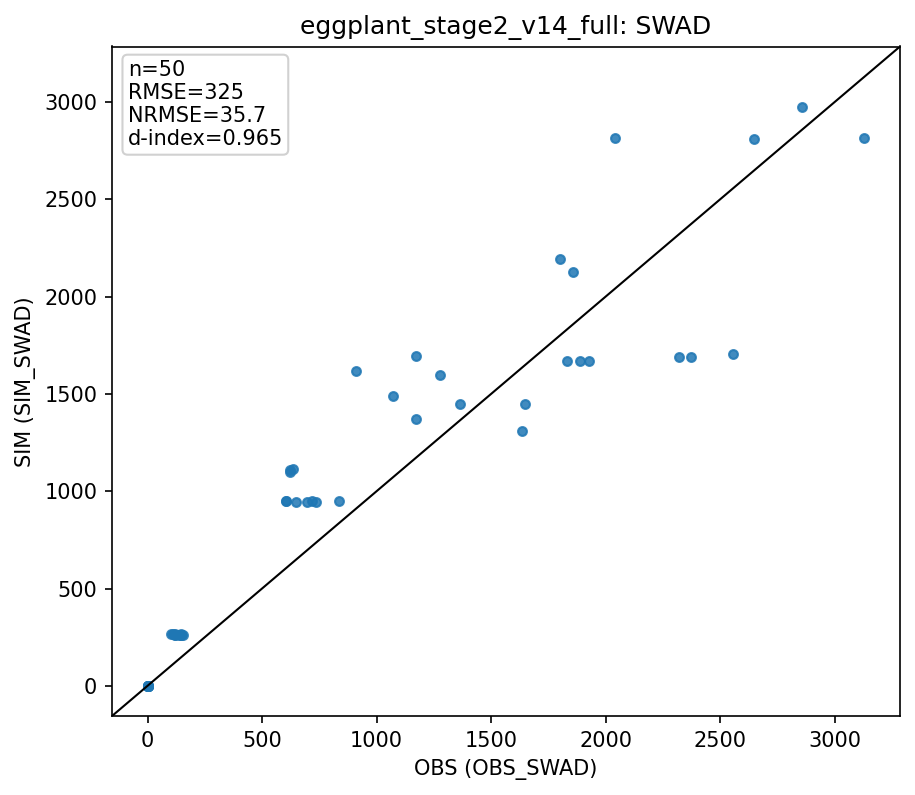 eggplant_stage2_v14_full: SWAD
n=50
RMSE=325
NRMSE=35.7
d-index=0.965
3000
2500
2000
1500
1000
500
0
SIM (SIM_SWAD)
0 500 1000 1500 2000 2500 3000
OBS (OBS_SWAD)